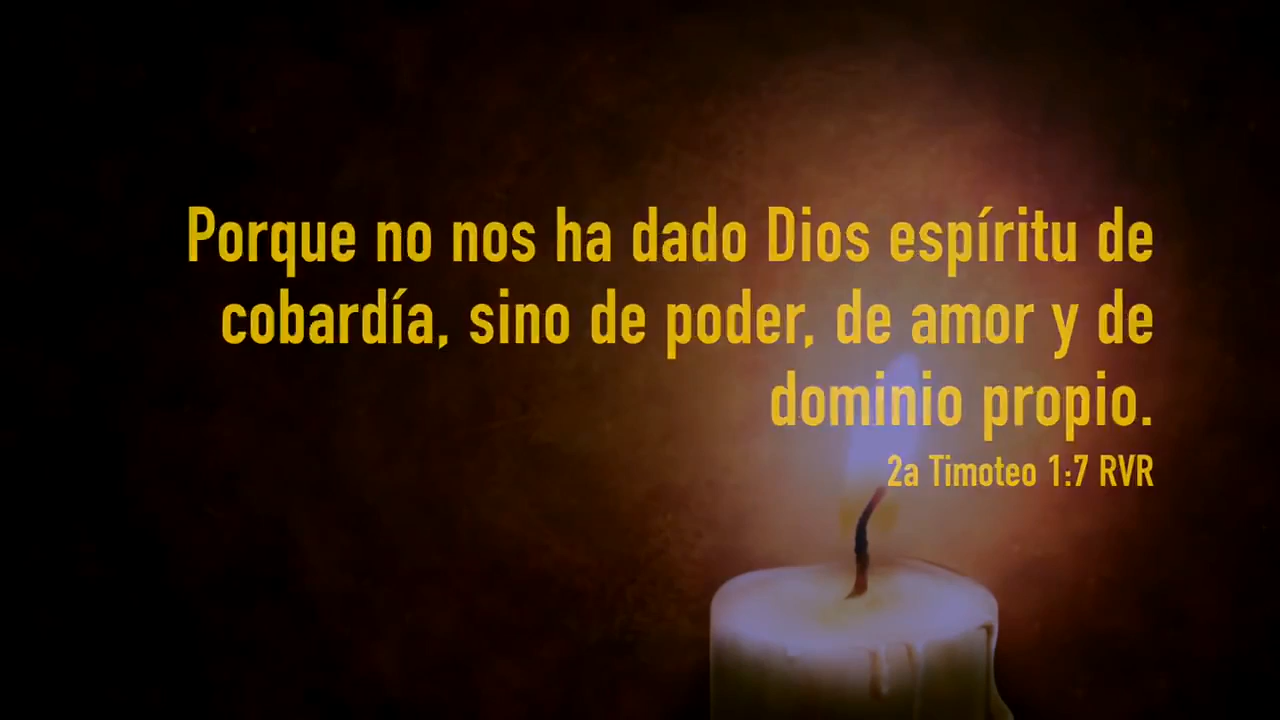 Porque no nos ha dado Dios espíritu de
cobardía, sino de poder, de amor y de
dominio propio.
2a Timoteo 1:7 RVR